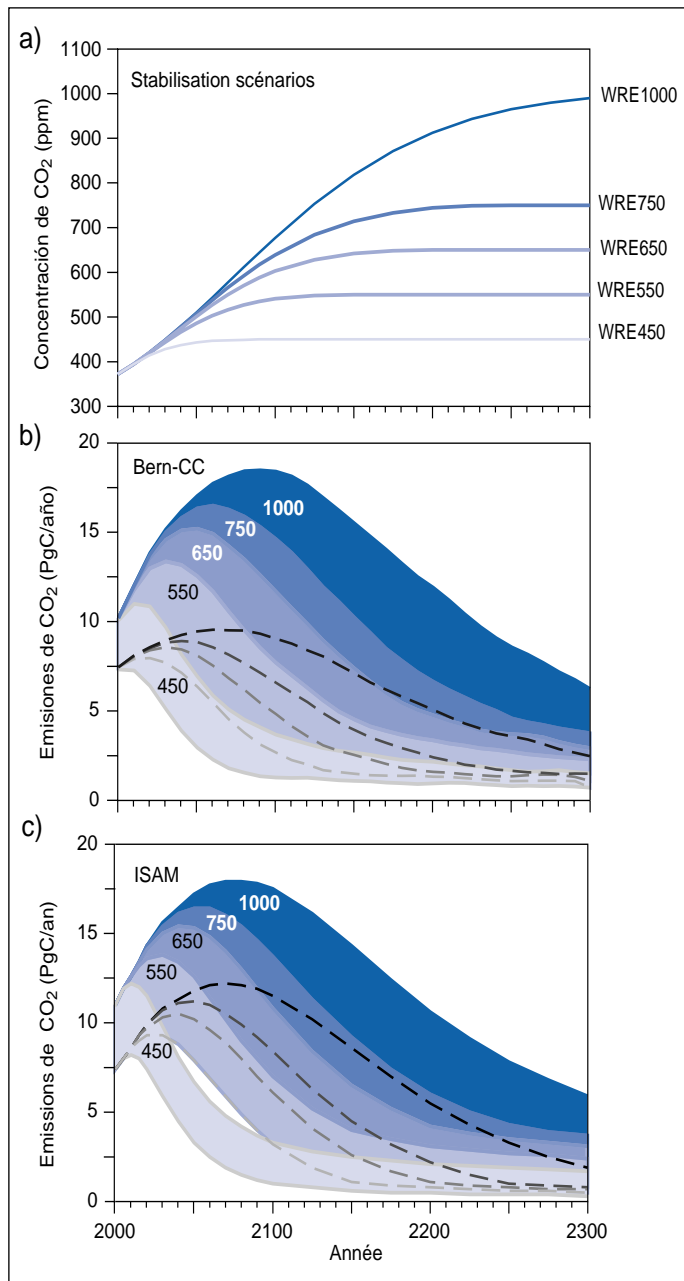 a)
Stabilisation scénarios
Concentración de CO2 (ppm)
1100
1000
900
800
700
600
500
400
300
WRE1000
WRE750
WRE650
WRE550
WRE450
b)
Bern-CC
Emisiones de CO2 (PgC/año)
20
15
10
5
0
1000
750
650
550
450
c)
ISAM
Emissions de CO2 (PgC/an)
20
15
10
5
0
1000
750
650
550
450
2000 2100 2200 2300
Année